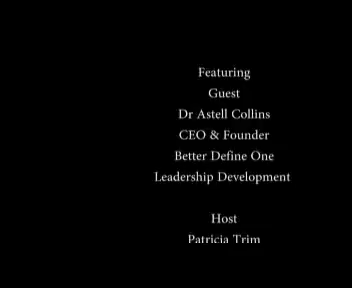 Featuring
Guest
Dr Astell Collins
CEO & Founder
Better Define One
Leadership Development
Host
Patricia Trim